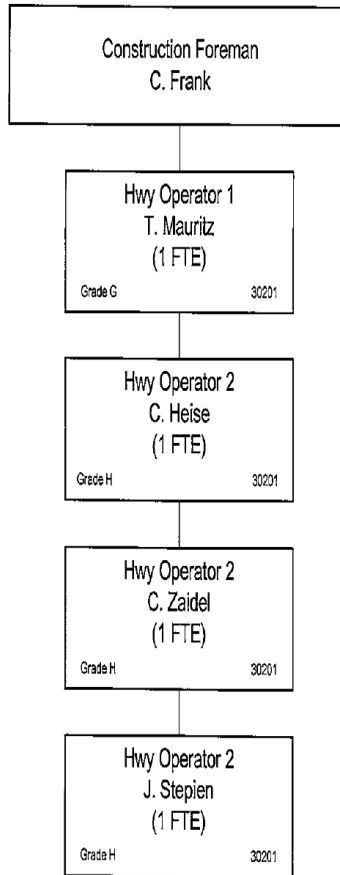 Construction Foreman
C. Frank
Hwy Operator 1
T. Mauritz
(1 FTE)
Grade G 30201
Hwy Operator 2
C. Heise
(1 FTE)
Grade H 30201
Hwy Operator 2
C. Zaidel
(1 FTE)
Grade H 30201
Hwy Operator 2
J. Stepien
(1 FTE)
Grade H 30201